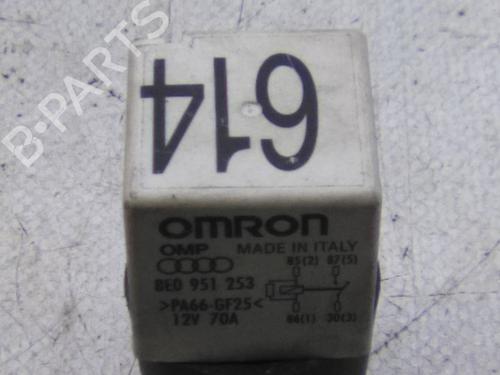 B-PARTS
614
OMRON
OMP MADE IN ITALY
8E0 951 253
>PA66-GF25<
12V 70A
85(2) 87(5)
86(1) 30(3)